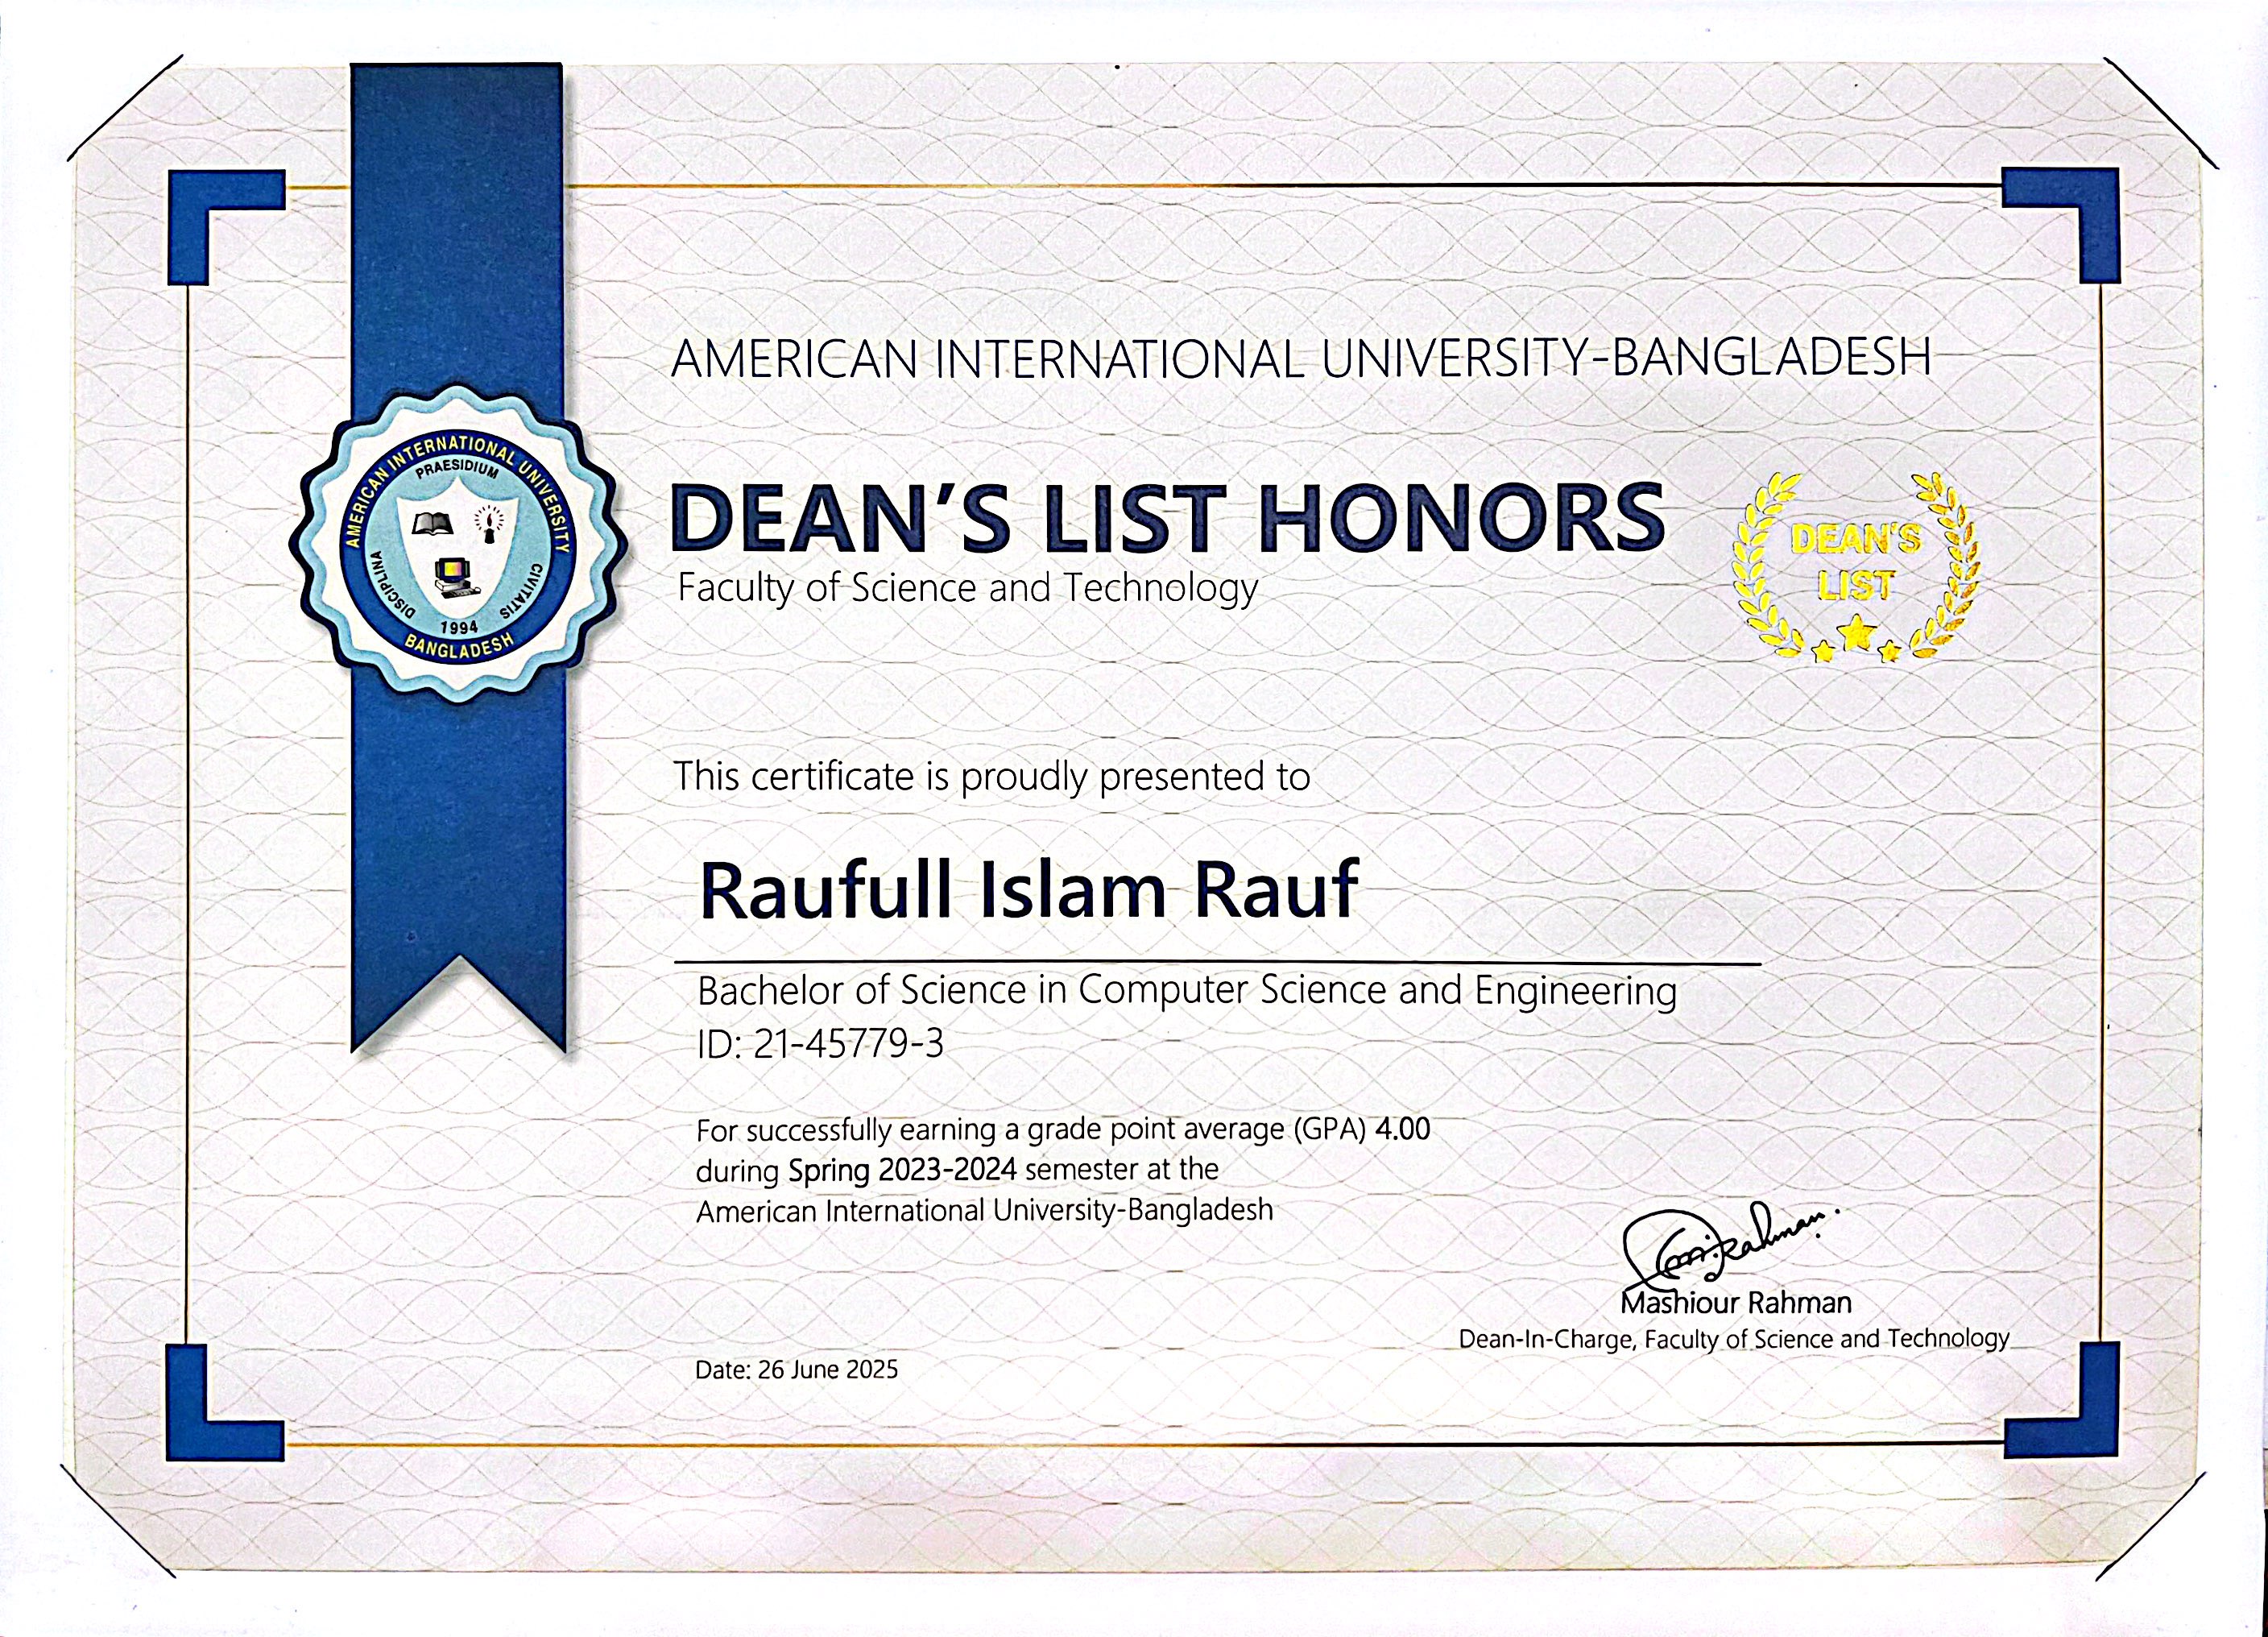 AMERICAN INTERNATIONAL UNIVERSITY-BANGLADESH
AMERICAN INTERNATIONAL UNIVERSITY
PRAESIDIUM
DISCIPLINA
CIVITATIS
1994
BANGLADESH
DEAN'S LIST HONORS
DEAN'S
LIST
Faculty of Science and Technology
This certificate is proudly presented to
Raufull Islam Rauf
Bachelor of Science in Computer Science and Engineering
ID: 21-45779-3
For successfully earning a grade point average (GPA) 4.00
during Spring 2023-2024 semester at the
American International University-Bangladesh
Mashiour Rahman
Dean-In-Charge, Faculty of Science and Technology
Date: 26 June 2025